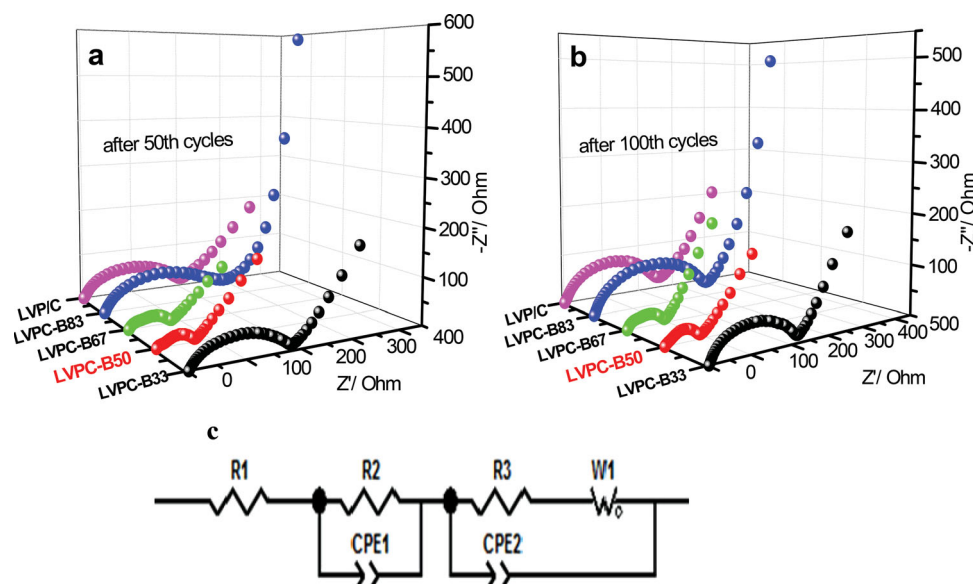 a
after 50th cycles
600
500
400
300
200
100
-Z''/ Ohm
LVP/C
LVPC-B83
LVPC-B67
LVPC-B50
LVPC-B33
0
100
200
300
400
Z'/ Ohm
b
after 100th cycles
500
400
300
200
100
-Z''/ Ohm
LVP/C
LVPC-B83
LVPC-B67
LVPC-B50
LVPC-B33
0
100
200
300
400
500
Z'/ Ohm
c
R1
R2
R3
W1
CPE1
CPE2